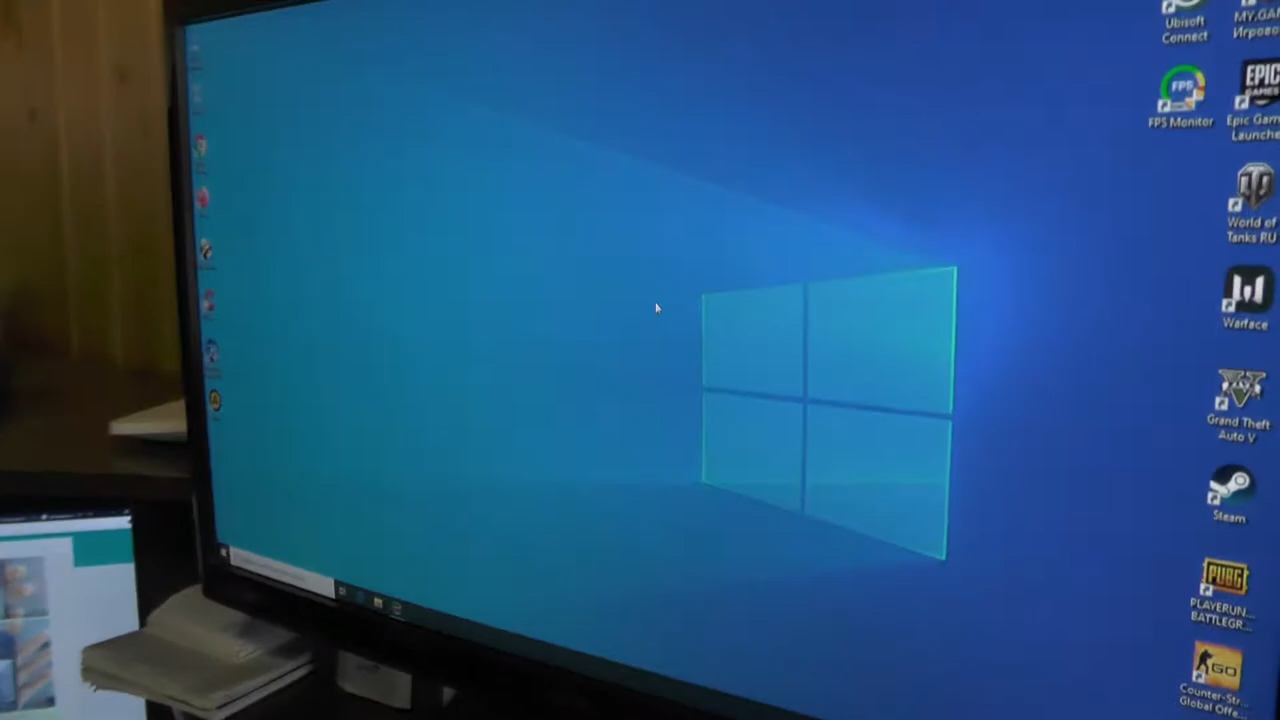 Ubisoft
Connect
MY.GA
Игрово
FPS
FPS Monitor
EPIC
GAMES
Epic Gam
Launche
World of
Tanks RU
Warface
V
Grand Theft
Auto V
Steam
PUBG
PLAYERUN...
BATTLEGR...
GO
Counter-Str...
Global Offe...